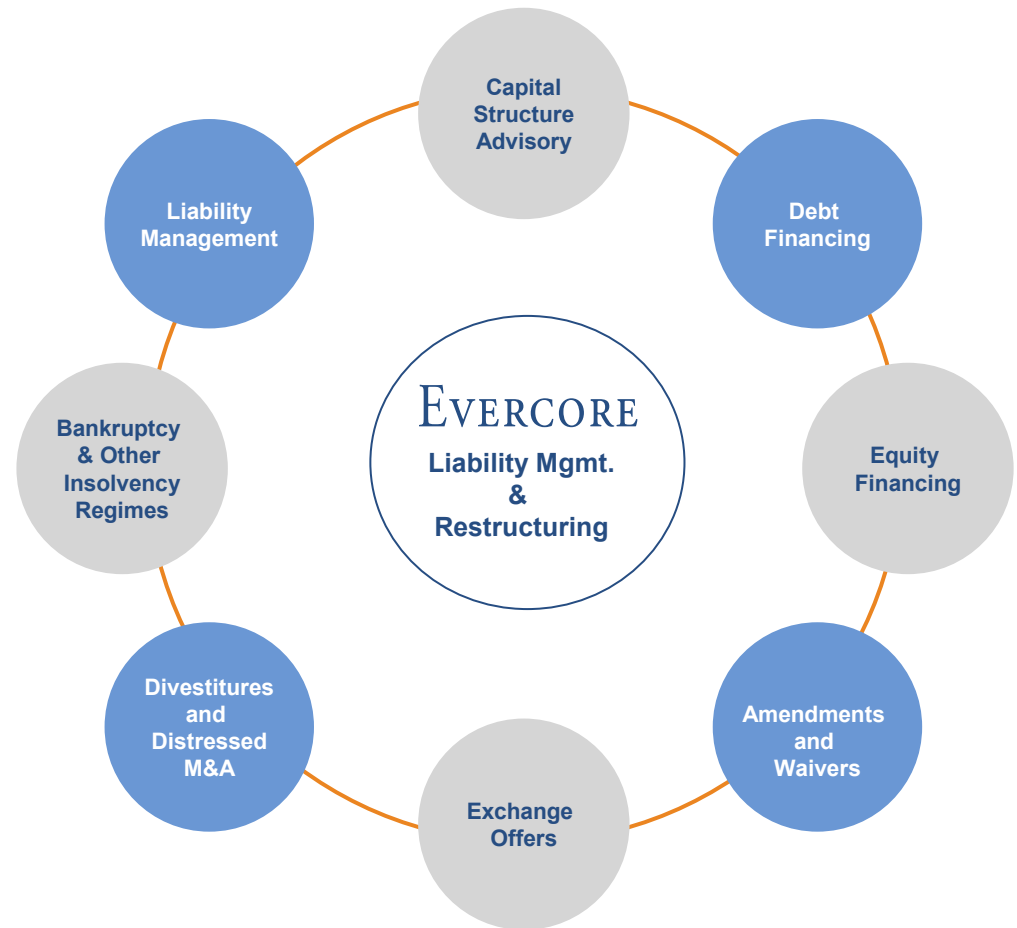 Capital
Structure
Advisory
Debt
Financing
Equity
Financing
Amendments
and
Waivers
Exchange
Offers
Divestitures
and
Distressed
M&A
Bankruptcy
& Other
Insolvency
Regimes
Liability
Management
EVERCORE
Liability Mgmt.
&
Restructuring